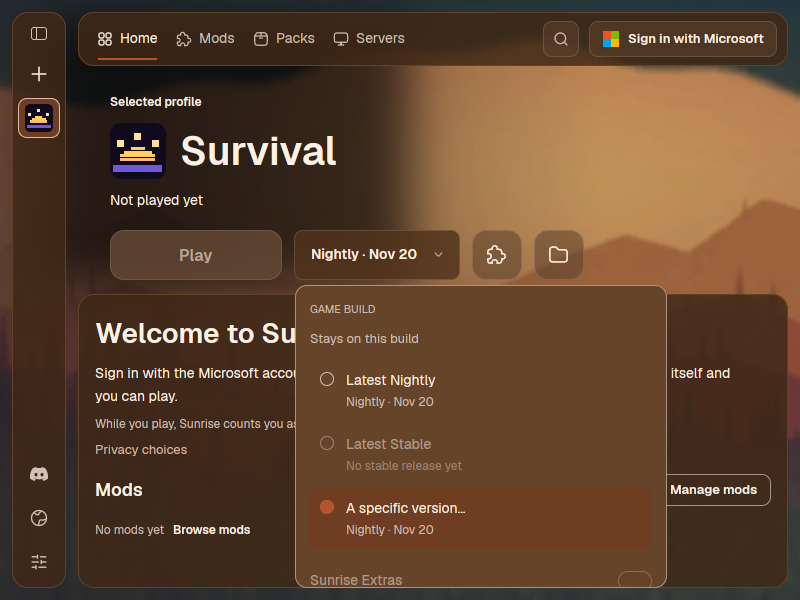 Home
Mods
Packs
Servers
Sign in with Microsoft
Selected profile
Survival
Not played yet
Play
Nightly · Nov 20
GAME BUILD
Stays on this build
Latest Nightly
Nightly · Nov 20
Latest Stable
No stable release yet
A specific version...
Nightly · Nov 20
Sunrise Extras
Welcome to Su
Sign in with the Microsoft accou
itself and
you can play.
While you play, Sunrise counts you as
Privacy choices
Mods
Manage mods
No mods yet
Browse mods